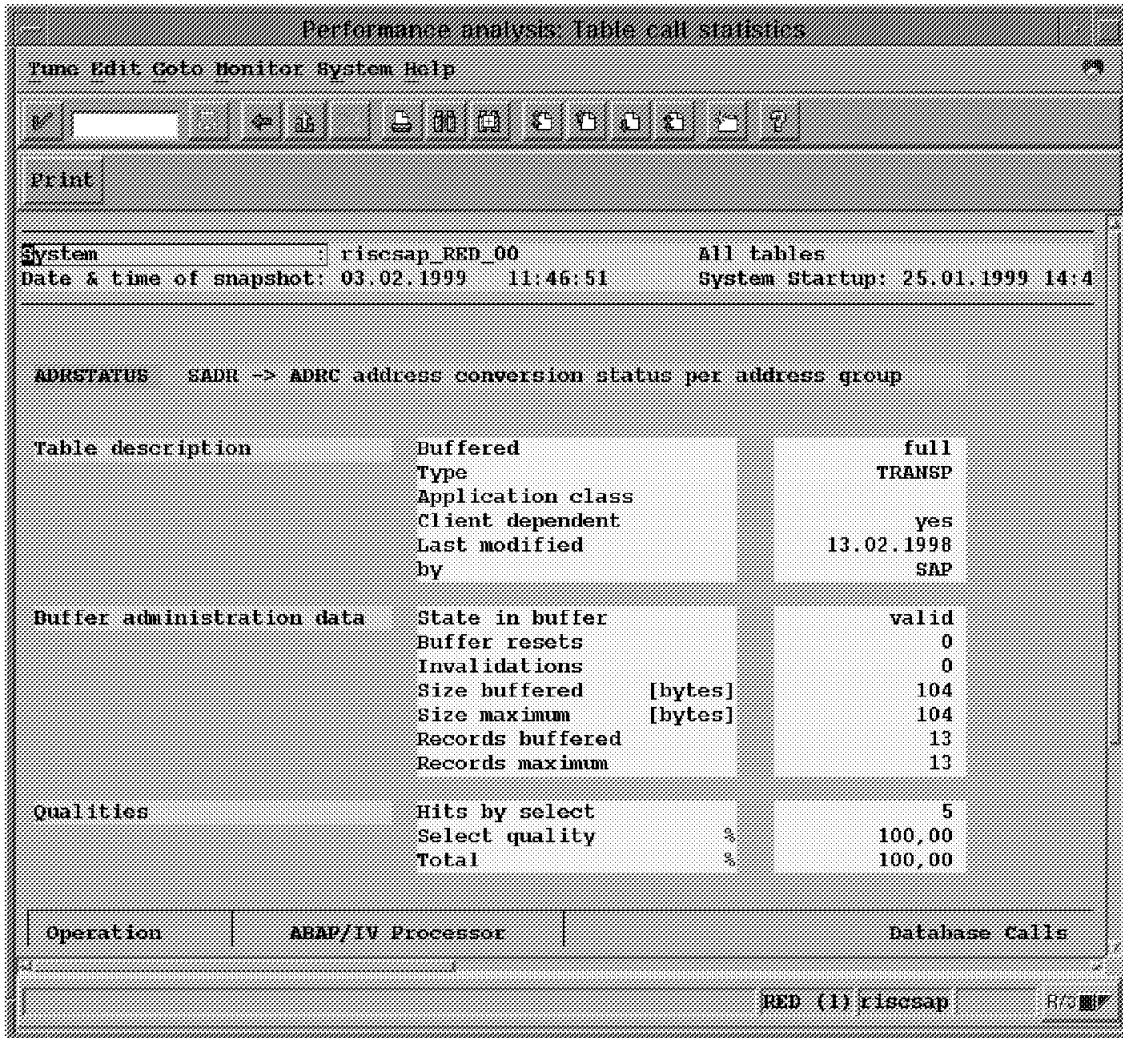 Performance analysis: Table call statistics
Tune Edit Goto Monitor System Help
Print
System : riscsap_RED_00 All tables
Date & time of snapshot: 03.02.1999 11:46:51 System Startup: 25.01.1999 14:4
ADRSTATUS SADR -> ADRC address conversion status per address group
Table description Buffered full
Type TRANSP
Application class
Client dependent yes
Last modified 13.02.1998
by SAP
Buffer administration data State in buffer valid
Buffer resets 0
Invalidations 0
Size buffered [bytes] 104
Size maximum [bytes] 104
Records buffered 13
Records maximum 13
Qualities Hits by select 5
Select quality % 100,00
Total % 100,00
Operation ABAP/IV Processor Database Calls
RED (1) riscsap R/3